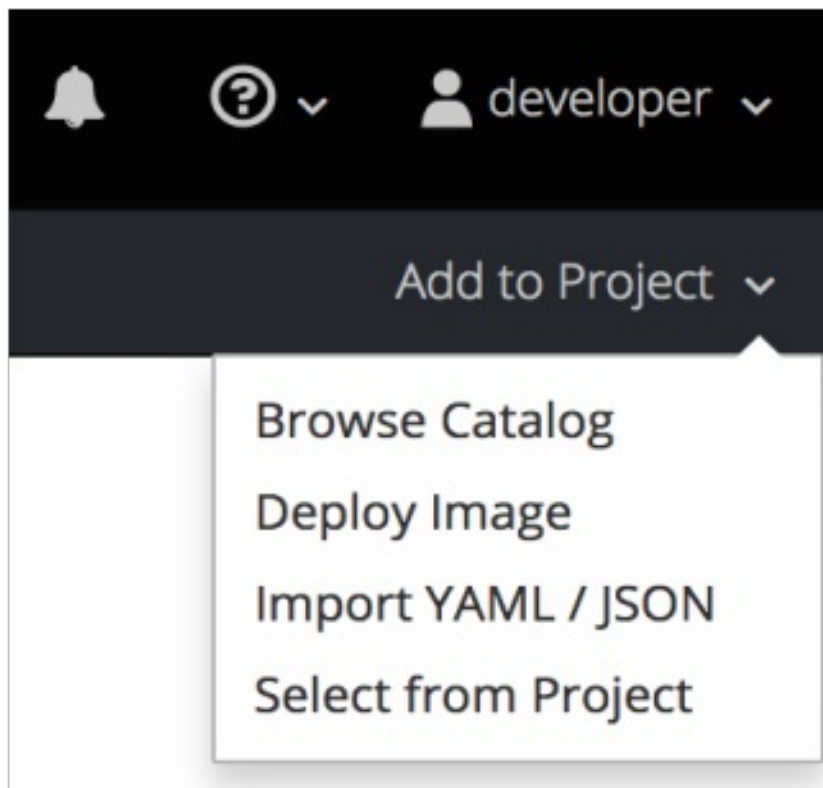 developer
Add to Project
Browse Catalog
Deploy Image
Import YAML / JSON
Select from Project